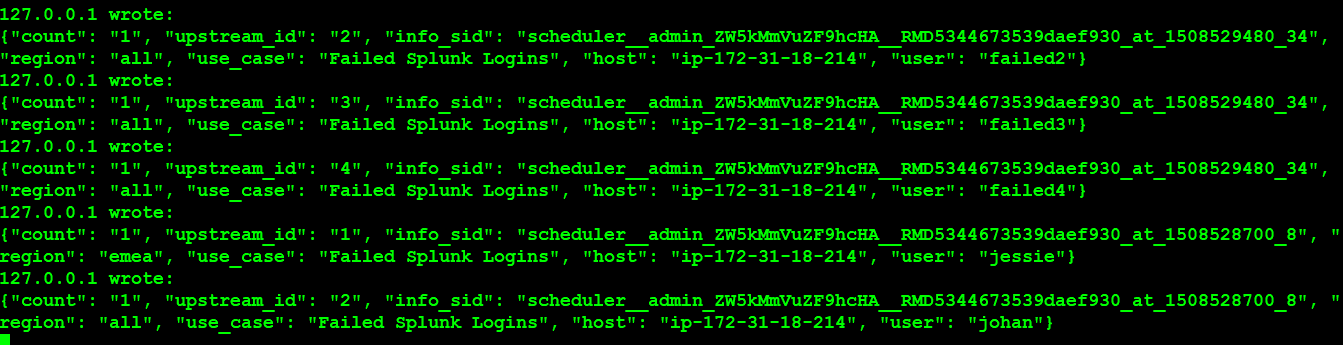 127.0.0.1 wrote:
{"count": "1", "upstream_id": "2", "info_sid": "scheduler__admin_ZW5kMmVuZF9hcHA__RMD5344673539daef930_at_1508529480_34",
"region": "all", "use_case": "Failed Splunk Logins", "host": "ip-172-31-18-214", "user": "failed2"}
127.0.0.1 wrote:
{"count": "1", "upstream_id": "3", "info_sid": "scheduler__admin_ZW5kMmVuZF9hcHA__RMD5344673539daef930_at_1508529480_34",
"region": "all", "use_case": "Failed Splunk Logins", "host": "ip-172-31-18-214", "user": "failed3"}
127.0.0.1 wrote:
{"count": "1", "upstream_id": "4", "info_sid": "scheduler__admin_ZW5kMmVuZF9hcHA__RMD5344673539daef930_at_1508529480_34",
"region": "all", "use_case": "Failed Splunk Logins", "host": "ip-172-31-18-214", "user": "failed4"}
127.0.0.1 wrote:
{"count": "1", "upstream_id": "1", "info_sid": "scheduler__admin_ZW5kMmVuZF9hcHA__RMD5344673539daef930_at_1508528700_8", "
region": "emea", "use_case": "Failed Splunk Logins", "host": "ip-172-31-18-214", "user": "jessie"}
127.0.0.1 wrote:
{"count": "1", "upstream_id": "2", "info_sid": "scheduler__admin_ZW5kMmVuZF9hcHA__RMD5344673539daef930_at_1508528700_8", "
region": "all", "use_case": "Failed Splunk Logins", "host": "ip-172-31-18-214", "user": "johan"}